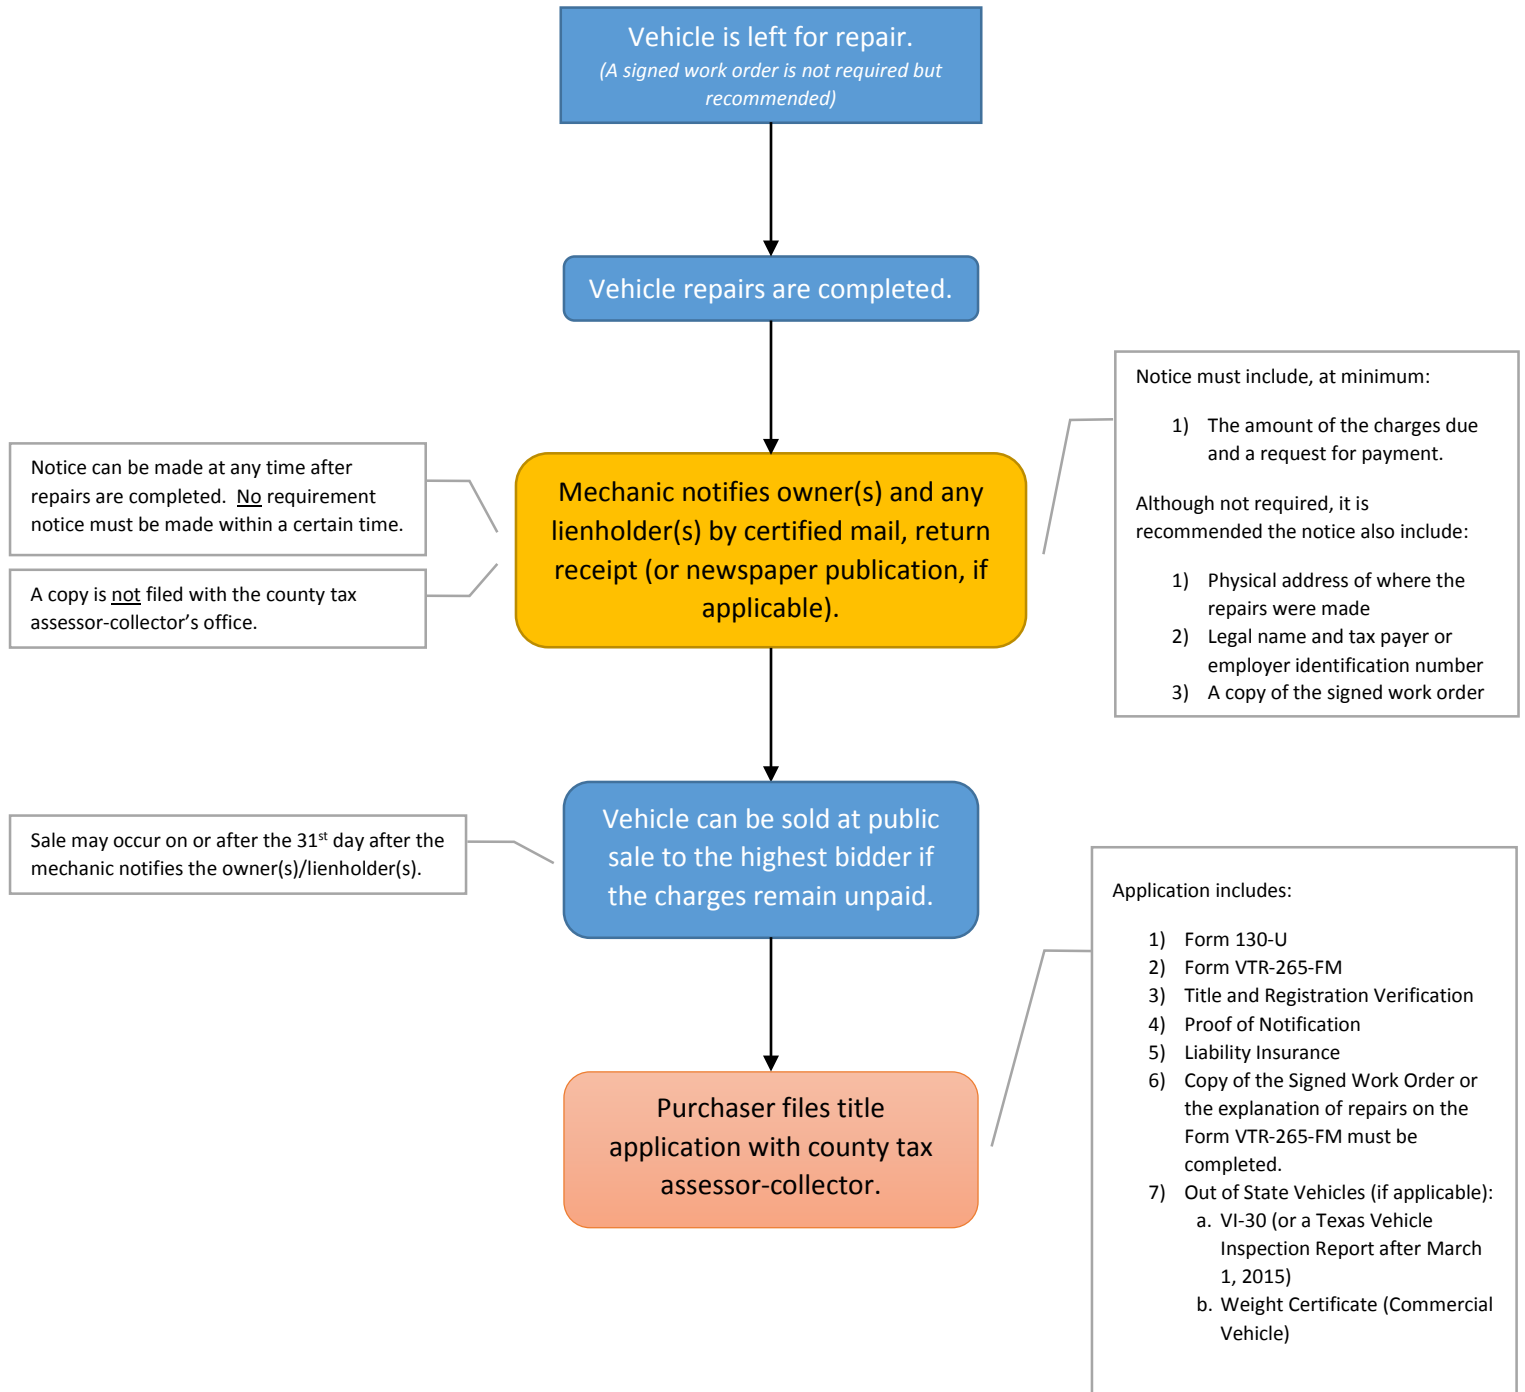 Vehicle is left for repair.
(A signed work order is not required but
recommended)
Vehicle repairs are completed.
Notice can be made at any time after
repairs are completed.  No requirement
notice must be made within a certain time.
A copy is not filed with the county tax
assessor-collector’s office.
Mechanic notifies owner(s) and any
lienholder(s) by certified mail, return
receipt (or newspaper publication, if
applicable).
Notice must include, at minimum:
1) The amount of the charges due
and a request for payment.
Although not required, it is
recommended the notice also include:
1) Physical address of where the
repairs were made
2) Legal name and tax payer or
employer identification number
3) A copy of the signed work order
Sale may occur on or after the 31st day after the
mechanic notifies the owner(s)/lienholder(s).
Vehicle can be sold at public
sale to the highest bidder if
the charges remain unpaid.
Purchaser files title
application with county tax
assessor-collector.
Application includes:
1) Form 130-U
2) Form VTR-265-FM
3) Title and Registration Verification
4) Proof of Notification
5) Liability Insurance
6) Copy of the Signed Work Order or
the explanation of repairs on the
Form VTR-265-FM must be
completed.
7) Out of State Vehicles (if applicable):
a. VI-30 (or a Texas Vehicle
Inspection Report after March
1, 2015)
b. Weight Certificate (Commercial
Vehicle)